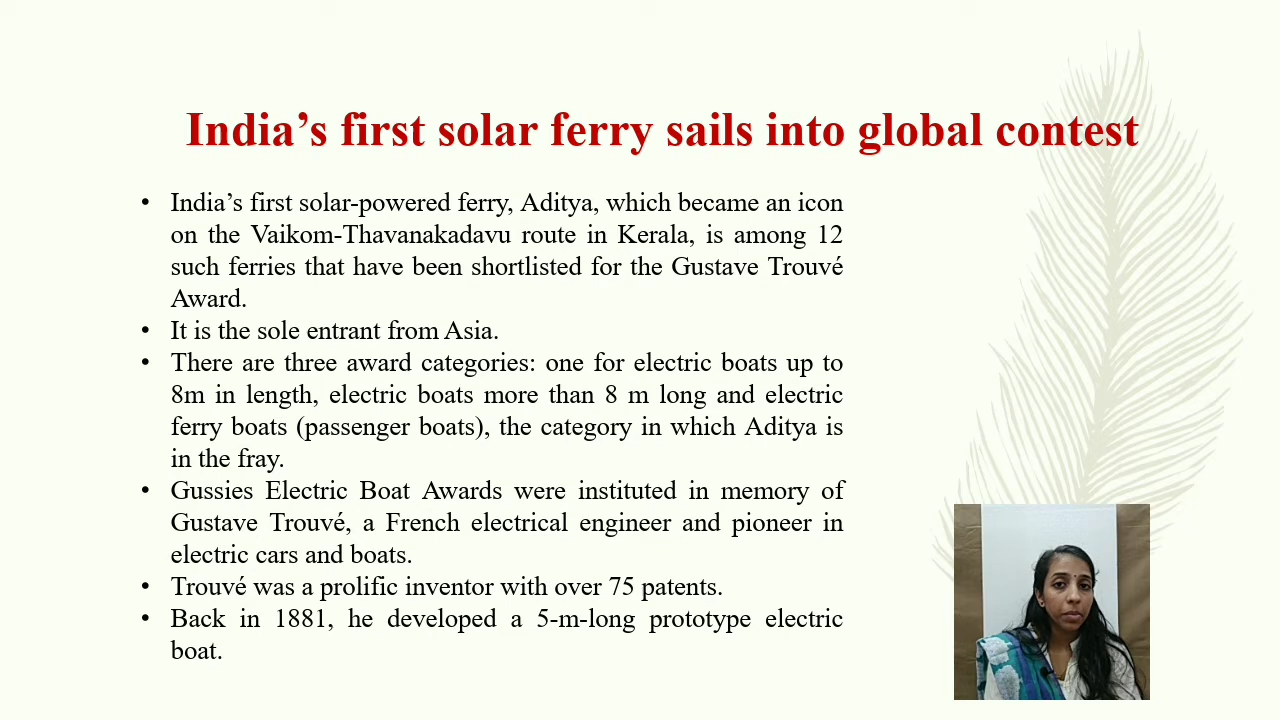 India’s first solar ferry sails into global contest
• India’s first solar-powered ferry, Aditya, which became an icon
on the Vaikom-Thavanakadavu route in Kerala, is among 12
such ferries that have been shortlisted for the Gustave Trouvé
Award.
• It is the sole entrant from Asia.
• There are three award categories: one for electric boats up to
8m in length, electric boats more than 8 m long and electric
ferry boats (passenger boats), the category in which Aditya is
in the fray.
• Gussies Electric Boat Awards were instituted in memory of
Gustave Trouvé, a French electrical engineer and pioneer in
electric cars and boats.
• Trouvé was a prolific inventor with over 75 patents.
• Back in 1881, he developed a 5-m-long prototype electric
boat.